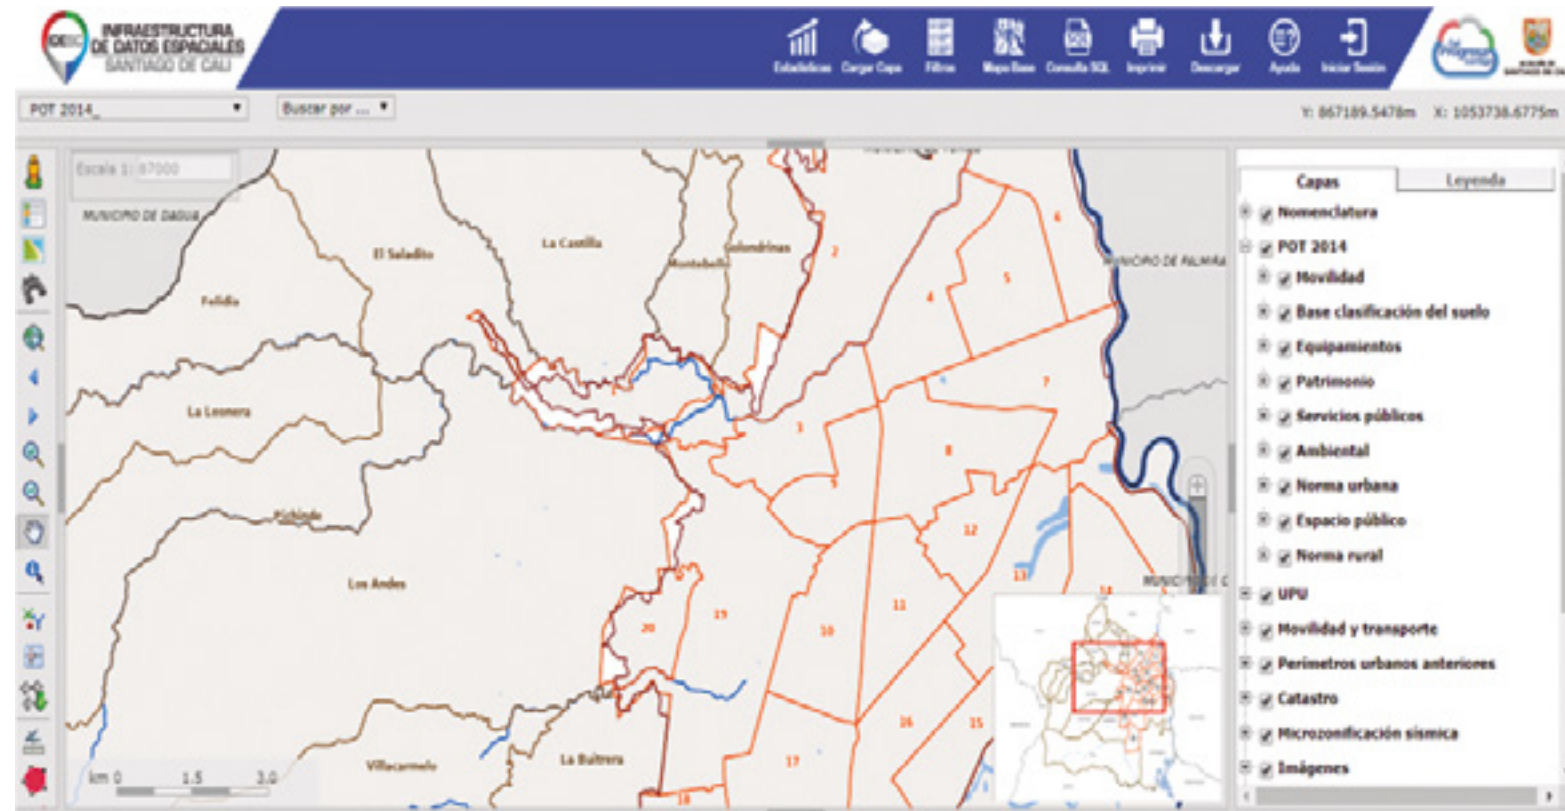 IDESC
INFRAESTRUCTURA
DE DATOS ESPACIALES
SANTIAGO DE CALI
Estadísticas
Cargar Capa
Filtros
Mapa Base
Consulta SQL
Imprimir
Descargar
Ayuda
Iniciar Sesión
POT 2014_
Buscar por ...
Y: 867189.5478m X: 1053738.6775m
Escala 1: 67000
MUNICIPIO DE DAGUA
El Saladito
La Castilla
Montebello
Golondrinas
2
6
5
4
MUNICIPIO DE PALMIRA
Felidia
La Leonera
7
3
8
9
Pichinde
12
Los Andes
13
14
11
10
19
20
16
15
17
18
La Buitrera
Villacarmelo
km 0 1.5 3.0
Capas
Leyenda
Nomenclatura
POT 2014
Movilidad
Base clasificación del suelo
Equipamientos
Patrimonio
Servicios públicos
Ambiental
Norma urbana
Espacio público
Norma rural
UPU
Movilidad y transporte
Perímetros urbanos anteriores
Catastro
Microzonificación sísmica
Imágenes